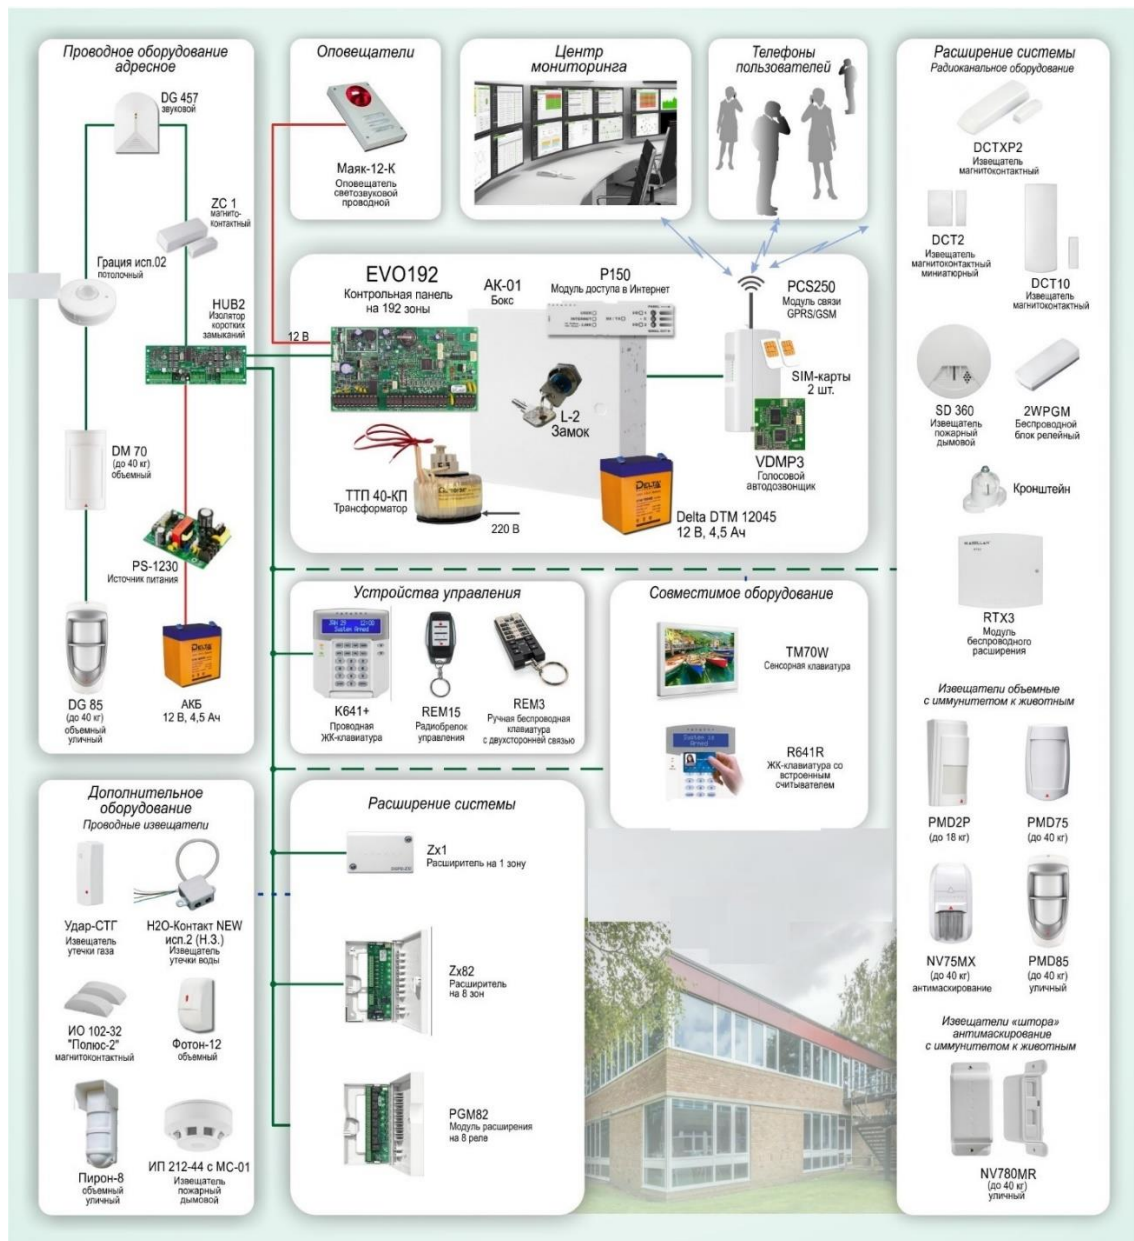 Проводное оборудование
адресное
DG 457
звуковой
ZC 1
магнито-
контактный
Грация исп.02
потолочный
HUB2
Изолятор
коротких
замыканий
DM 70
(до 40 кг)
объемный
PS-1230
Источник питания
DG 85
(до 40 кг)
объемный
уличный
АКБ
12 В, 4,5 Ач
Оповещатели
Маяк-12-К
Оповещатель
светозвуковой
проводной
Центр
мониторинга
Телефоны
пользователей
12 В
EVO192
Контрольная панель
на 192 зоны
АК-01
Бокс
P150
Модуль доступа в Интернет
PCS250
Модуль связи
GPRS/GSM
SIM-карты
2 шт.
L-2
Замок
VDMP3
Голосовой
автодозвонщик
ТТП 40-КП
Трансформатор
220 В
DELTA
Delta DTM 12045
12 В, 4,5 Ач
Устройства управления
System Armed
K641+
Проводная
ЖК-клавиатура
REM15
Радиобрелок
управления
REM3
Ручная беспроводная
клавиатура
с двухсторонней связью
Совместимое оборудование
TM70W
Сенсорная клавиатура
System is
Armed
R641R
ЖК-клавиатура со
встроенным
считывателем
Дополнительное
оборудование
Проводные извещатели
Удар-СТГ
Извещатель
утечки газа
Н2О-Контакт NEW
исп.2 (Н.З.)
Извещатель
утечки воды
ИО 102-32
"Полюс-2"
магнитоконтактный
Фотон-12
объемный
Пирон-8
объемный
уличный
ИП 212-44 с МС-01
Извещатель
пожарный
дымовой
Расширение системы
Zx1
Расширитель на 1 зону
Zx82
Расширитель
на 8 зон
PGM82
Модуль расширения
на 8 реле
Расширение системы
Радиоканальное оборудование
DCTXP2
Извещатель
магнитоконтактный
DCT2
Извещатель
магнитоконтактный
миниатюрный
DCT10
Извещатель
магнитоконтактный
SD 360
Извещатель
пожарный
дымовой
2WPGM
Беспроводной
блок релейный
Кронштейн
RTX3
Модуль
беспроводного
расширения
Извещатели объемные
с иммунитетом к животным
PMD2P
(до 18 кг)
PMD75
(до 40 кг)
NV75MX
(до 40 кг)
антимаскирование
PMD85
(до 40 кг)
уличный
Извещатели «штора»
антимаскирование
с иммунитетом к животным
NV780MR
(до 40 кг)
уличный